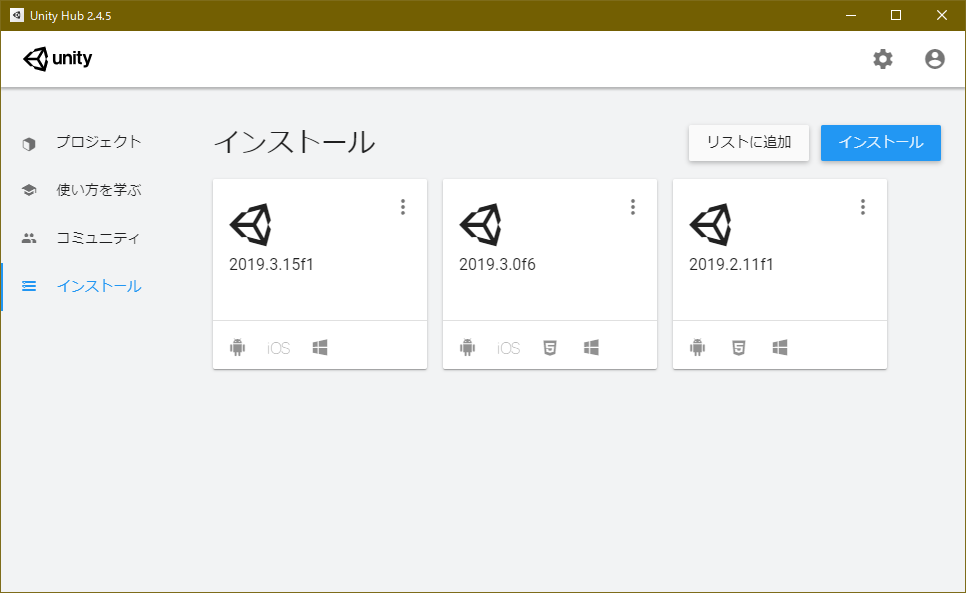 Unity Hub 2.4.5
unity
プロジェクト
使い方を学ぶ
コミュニティ
インストール
インストール
リストに追加
インストール
2019.3.15f1
iOS
2019.3.0f6
iOS
2019.2.11f1